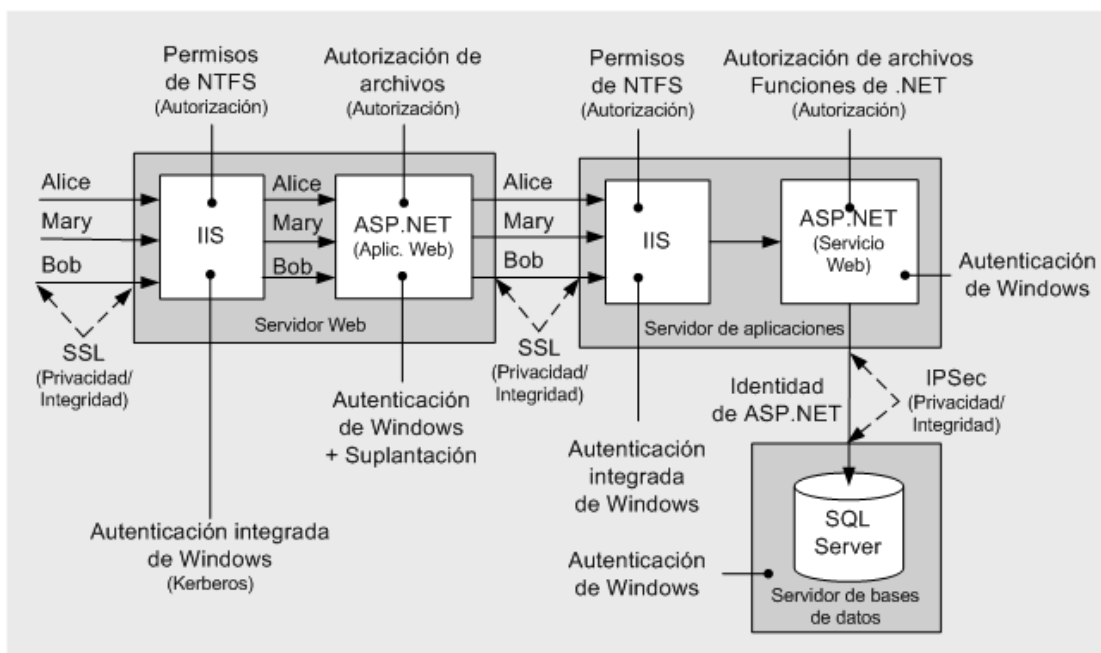 Permisos
de NTFS
(Autorización)
Autorización de
archivos
(Autorización)
Permisos
de NTFS
(Autorización)
Autorización de archivos
Funciones de .NET
(Autorización)
Alice
Mary
Bob
IIS
Alice
Mary
Bob
ASP.NET
(Aplic. Web)
Servidor Web
Alice
Mary
Bob
IIS
ASP.NET
(Servicio
Web)
Servidor de aplicaciones
Autenticación
de Windows
SSL
(Privacidad/
Integridad)
SSL
(Privacidad/
Integridad)
Autenticación
de Windows
+ Suplantación
Identidad
de ASP.NET
IPSec
(Privacidad/
Integridad)
Autenticación
integrada
de Windows
Autenticación integrada
de Windows
(Kerberos)
SQL
Server
Autenticación
de Windows
Servidor de bases
de datos